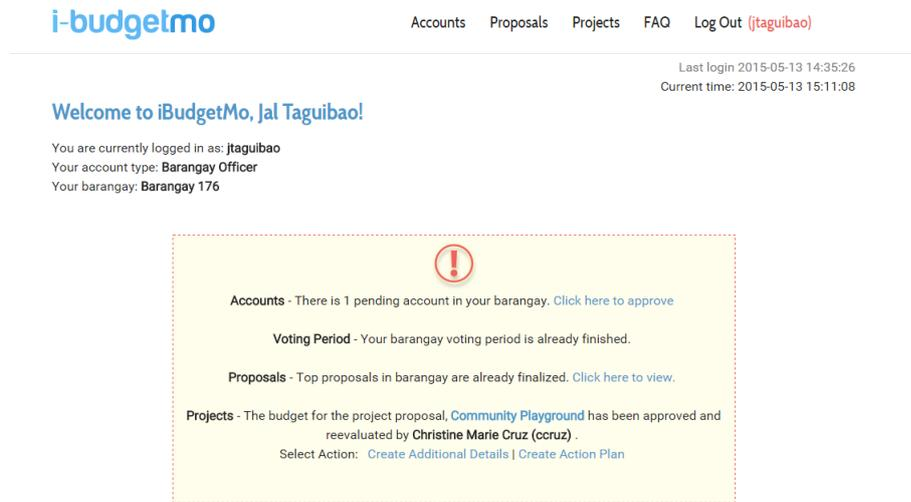 i-budgetmo
Accounts Proposals Projects FAQ Log Out (jtaguibao)
Last login 2015-05-13 14:35:26
Current time: 2015-05-13 15:11:08
Welcome to iBudgetMo, Jal Taguibao!
You are currently logged in as: jtaguibao
Your account type: Barangay Officer
Your barangay: Barangay 176
!
Accounts - There is 1 pending account in your barangay. Click here to approve
Voting Period - Your barangay voting period is already finished.
Proposals - Top proposals in barangay are already finalized. Click here to view.
Projects - The budget for the project proposal, Community Playground has been approved and
reevaluated by Christine Marie Cruz (ccruz) .
Select Action: Create Additional Details | Create Action Plan